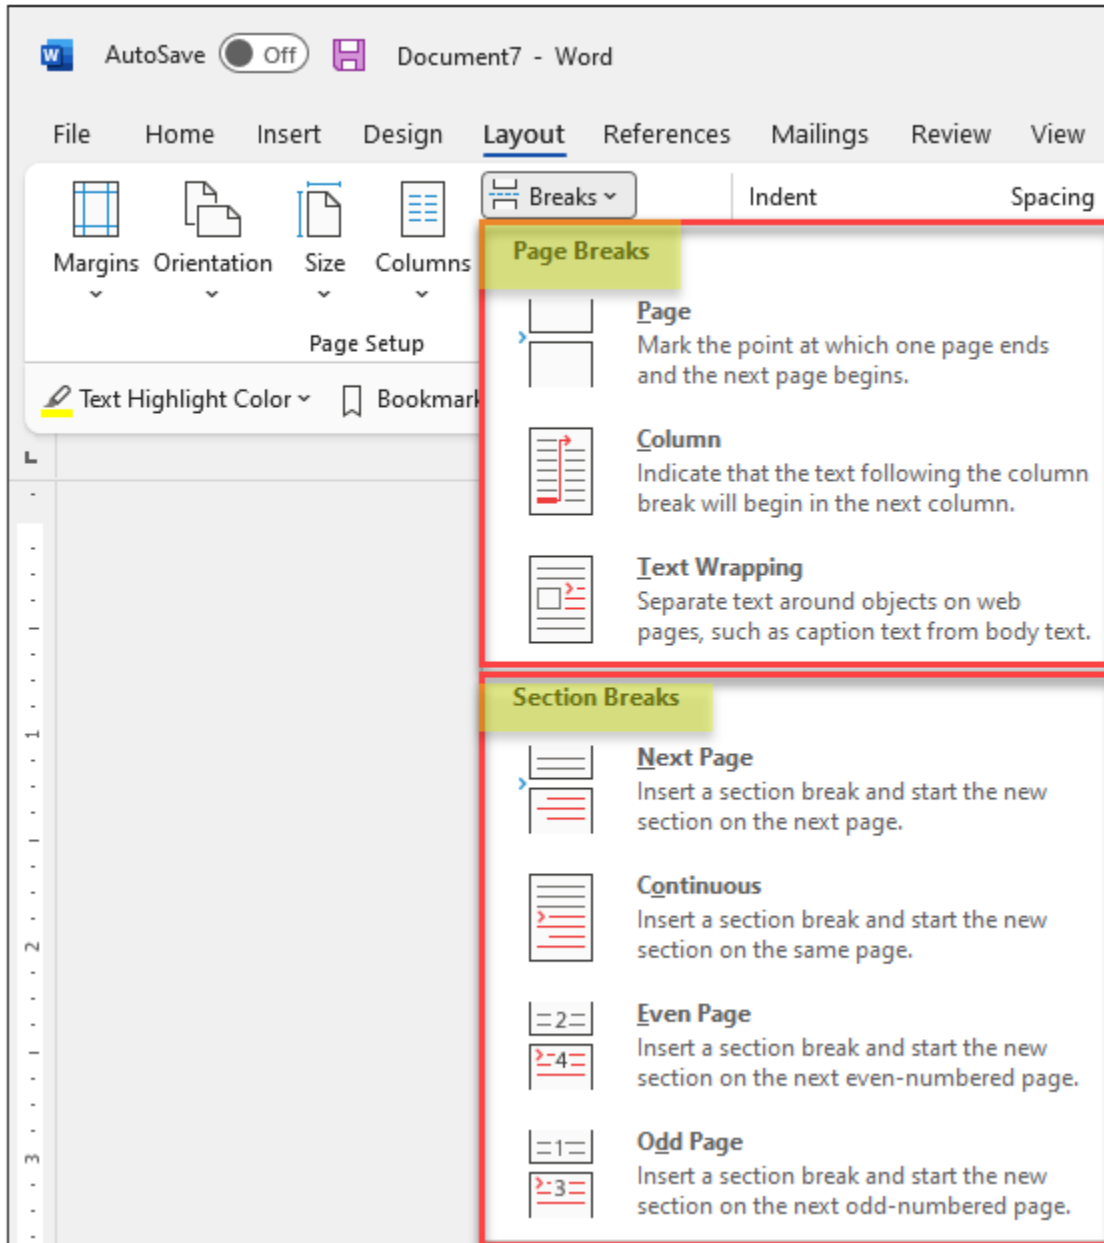 W AutoSave Off Document7 - Word
File Home Insert Design Layout References Mailings Review View
Breaks Indent Spacing
Margins Orientation Size Columns
Page Setup
Text Highlight Color Bookmark
Page Breaks
Page
Mark the point at which one page ends
and the next page begins.
Column
Indicate that the text following the column
break will begin in the next column.
Text Wrapping
Separate text around objects on web
pages, such as caption text from body text.
Section Breaks
Next Page
Insert a section break and start the new
section on the next page.
Continuous
Insert a section break and start the new
section on the same page.
2
4
Even Page
Insert a section break and start the new
section on the next even-numbered page.
1
3
Odd Page
Insert a section break and start the new
section on the next odd-numbered page.
1
2
3